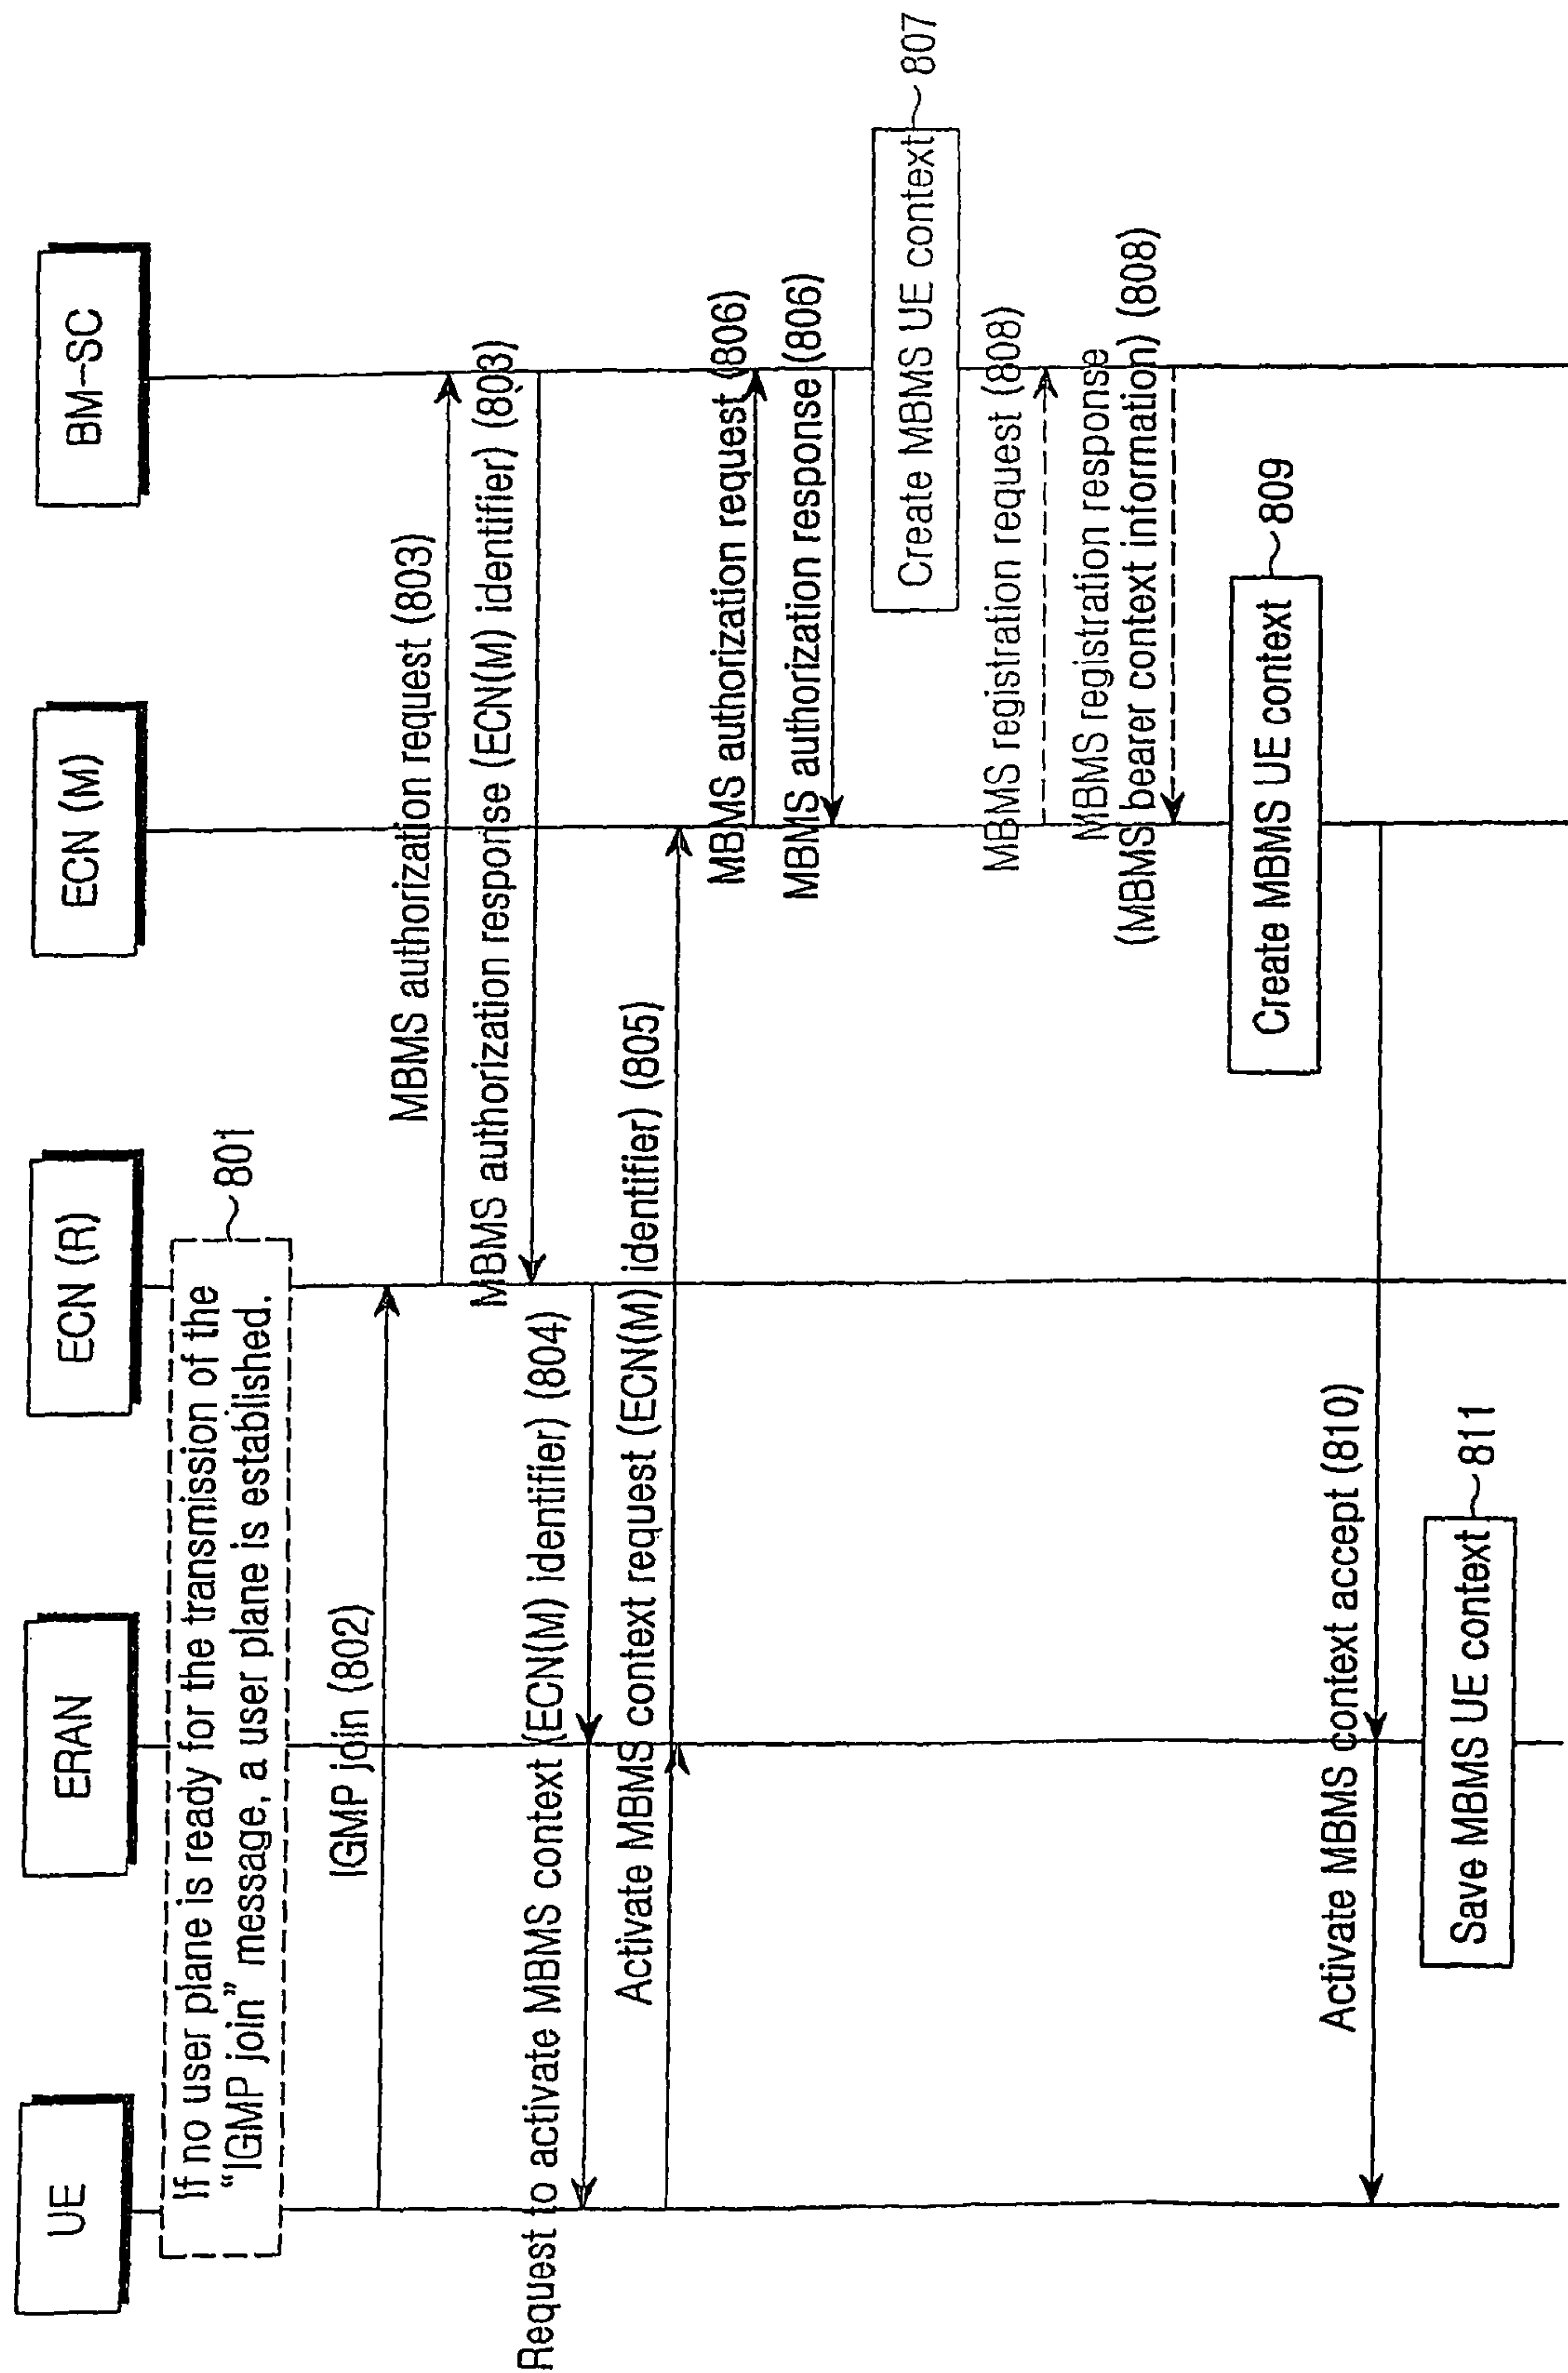 UE
ERAN
ECN (R)
ECN (M)
BM-SC
If no user plane is ready for the transmission of the
“IGMP join” message, a user plane is established.
801
IGMP join (802)
MBMS authorization request (803)
MBMS authorization response (ECN(M) identifier) (803)
Request to activate MBMS context (ECN(M) identifier) (804)
Activate MBMS context request (ECN(M) identifier) (805)
MBMS authorization request (806)
MBMS authorization response (806)
Create MBMS UE context
807
MBMS registration request (808)
MBMS registration response
(MBMS bearer context information) (808)
Create MBMS UE context
809
Activate MBMS context accept (810)
Save MBMS UE context
811